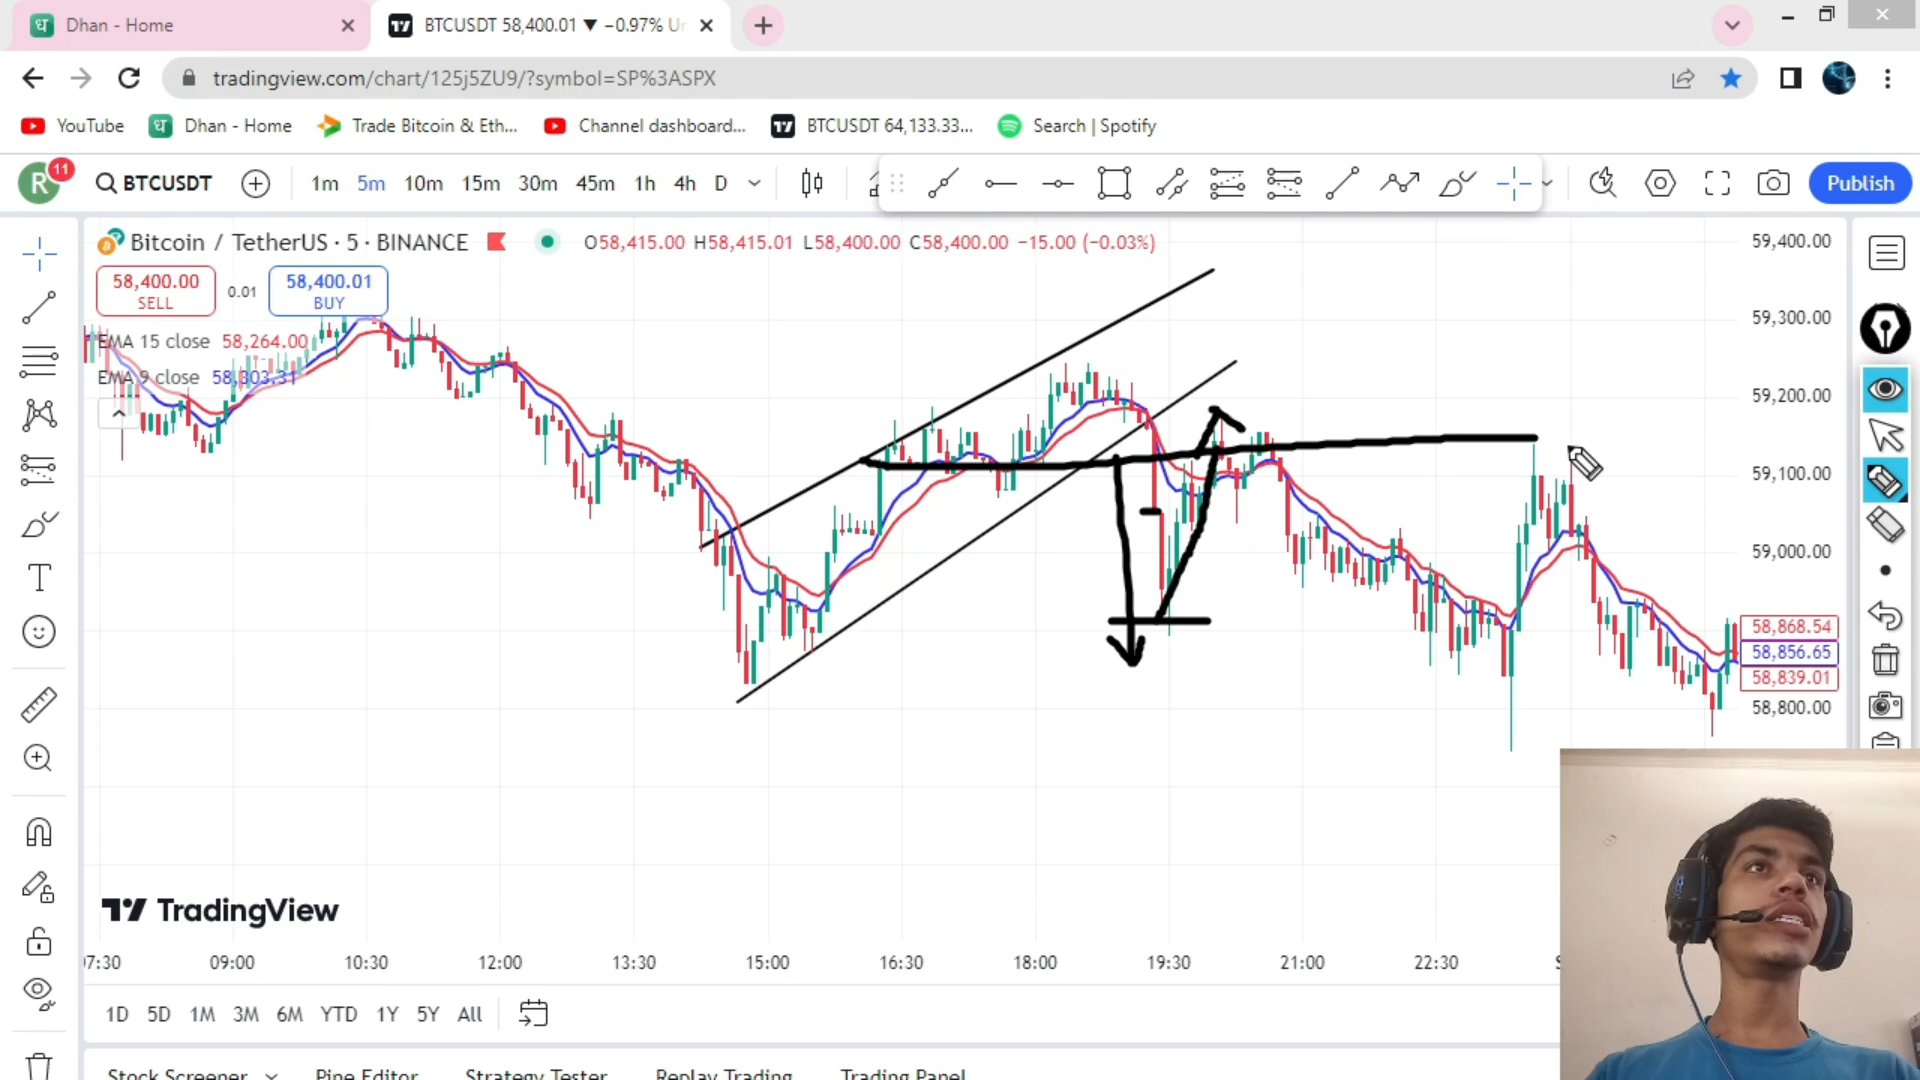 ध Dhan - Home
BTCUSDT 58,400.01 ▼ −0.97% Ur
tradingview.com/chart/125j5ZU9/?symbol=SP%3ASPX
YouTube
ध Dhan - Home
Trade Bitcoin & Eth...
Channel dashboard...
BTCUSDT 64,133.33...
Search | Spotify
R 11
BTCUSDT
1m 5m 10m 15m 30m 45m 1h 4h D
Publish
Bitcoin / TetherUS · 5 · BINANCE
O58,415.00 H58,415.01 L58,400.00 C58,400.00 −15.00 (−0.03%)
58,400.00
SELL
0.01
58,400.01
BUY
EMA 15 close 58,264.00
EMA 9 close 58,303.31
59,400.00
59,300.00
59,200.00
59,100.00
59,000.00
58,868.54
58,856.65
58,839.01
58,800.00
TradingView
07:30 09:00 10:30 12:00 13:30 15:00 16:30 18:00 19:30 21:00 22:30
1D 5D 1M 3M 6M YTD 1Y 5Y All
Stock Screener Pine Editor Strategy Tester Replay Trading Trading Panel